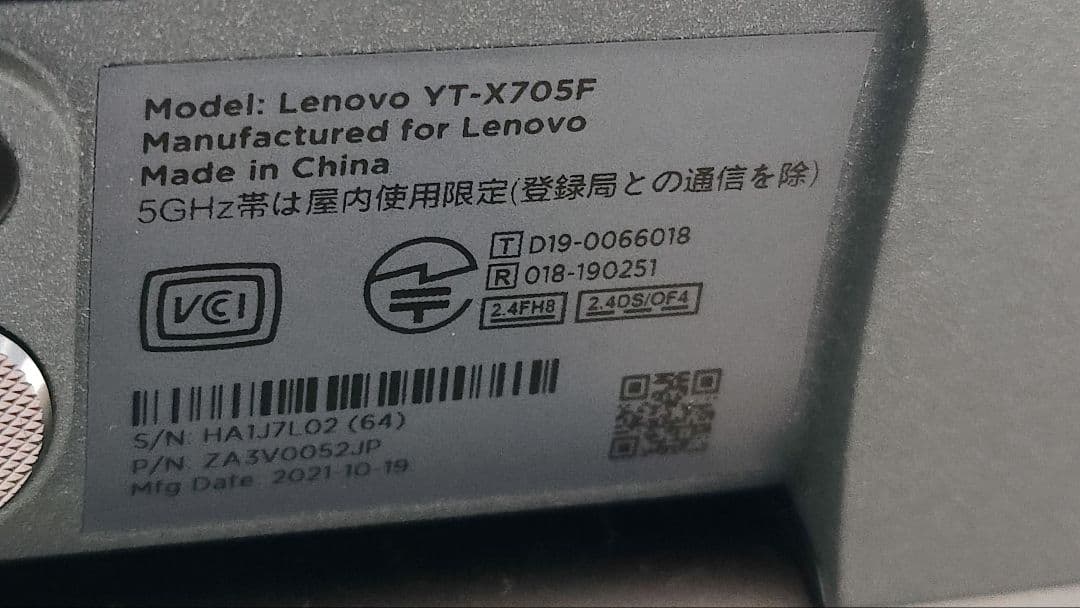 Model: Lenovo YT-X705F
Manufactured for Lenovo
Made in China
5GHz帯は屋内使用限定(登録局との通信を除)
VCCI
T D19-0066018
R 018-190251
2.4FH8 2.4DS/OF4
S/N: HA1J7L02 (64)
P/N: ZA3V0052JP
Mfg Date: 2021-10-19